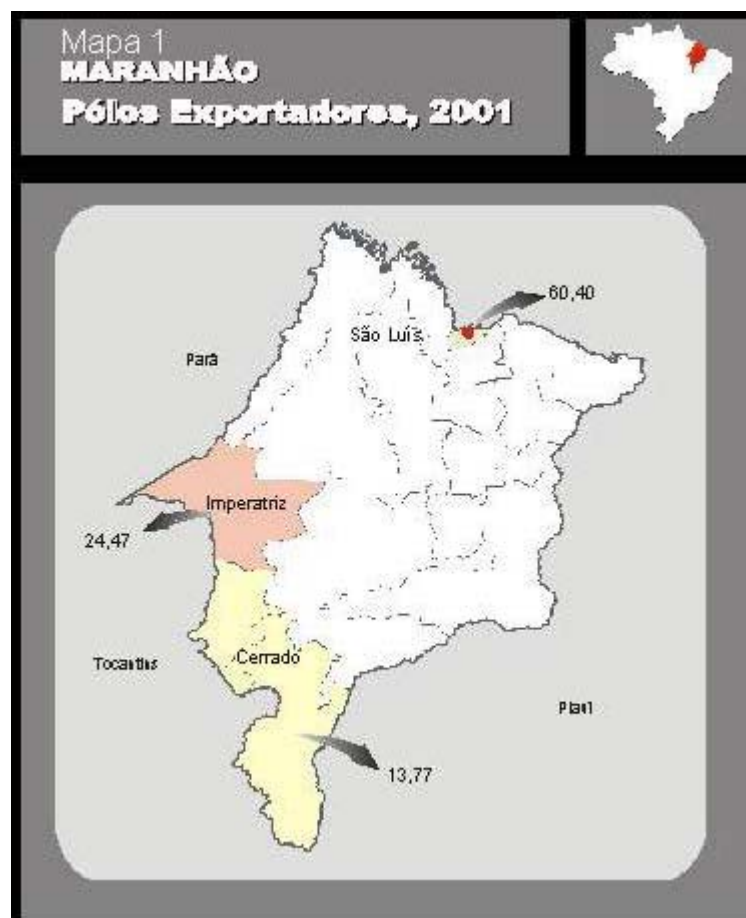 Mapa 1
MARANHÃO
Pólos Exportadores, 2001
60,40
São Luís
Pará
Imperatriz
24,47
Cerrado
Tocantins
Piauí
13,77